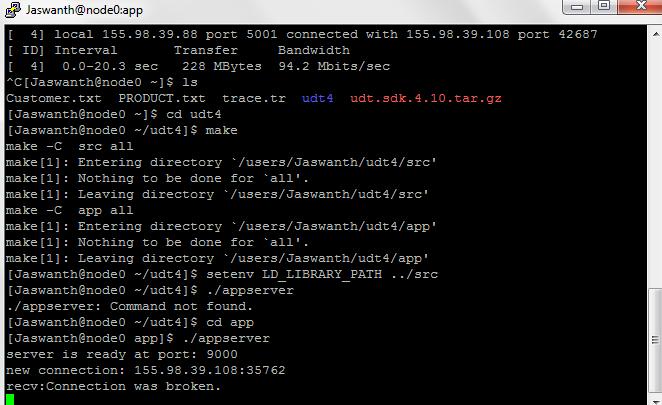 Jaswanth@node0:app
[  4] local 155.98.39.88 port 5001 connected with 155.98.39.108 port 42687
[ ID] Interval       Transfer     Bandwidth
[  4]  0.0-20.3 sec   228 MBytes  94.2 Mbits/sec
^C[Jaswanth@node0 ~]$ ls
Customer.txt  PRODUCT.txt  trace.tr  udt4  udt.sdk.4.10.tar.gz
[Jaswanth@node0 ~]$ cd udt4
[Jaswanth@node0 ~/udt4]$ make
make -C  src all
make[1]: Entering directory `/users/Jaswanth/udt4/src'
make[1]: Nothing to be done for `all'.
make[1]: Leaving directory `/users/Jaswanth/udt4/src'
make -C  app all
make[1]: Entering directory `/users/Jaswanth/udt4/app'
make[1]: Nothing to be done for `all'.
make[1]: Leaving directory `/users/Jaswanth/udt4/app'
[Jaswanth@node0 ~/udt4]$ setenv LD_LIBRARY_PATH ../src
[Jaswanth@node0 ~/udt4]$ ./appserver
./appserver: Command not found.
[Jaswanth@node0 ~/udt4]$ cd app
[Jaswanth@node0 app]$ ./appserver
server is ready at port: 9000
new connection: 155.98.39.108:35762
recv:Connection was broken.